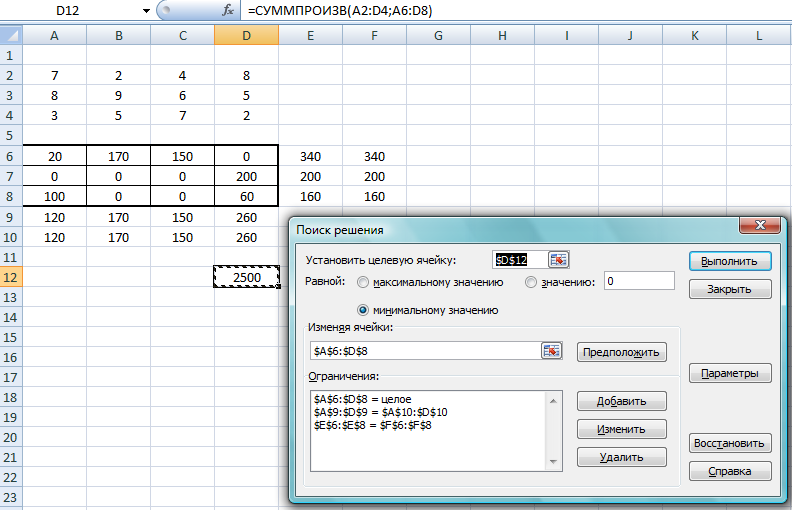 D12 fx =СУММПРОИЗВ(A2:D4;A6:D8)
A B C D E F G H I J K L
1
2 7 2 4 8
3 8 9 6 5
4 3 5 7 2
5
6 20 170 150 0 340 340
7 0 0 0 200 200 200
8 100 0 0 60 160 160
9 120 170 150 260
10 120 170 150 260
11
12 2500
13
14
15
16
17
18
19
20
21
22
23
Поиск решения
Установить целевую ячейку: $D$12 Выполнить
Равной: максимальному значению значению: 0 Закрыть
минимальному значению
Изменяя ячейки:
$A$6:$D$8 Предположить
Ограничения: Параметры
$A$6:$D$8 = целое Добавить
$A$9:$D$9 = $A$10:$D$10
$E$6:$E$8 = $F$6:$F$8 Изменить
Восстановить
Удалить
Справка